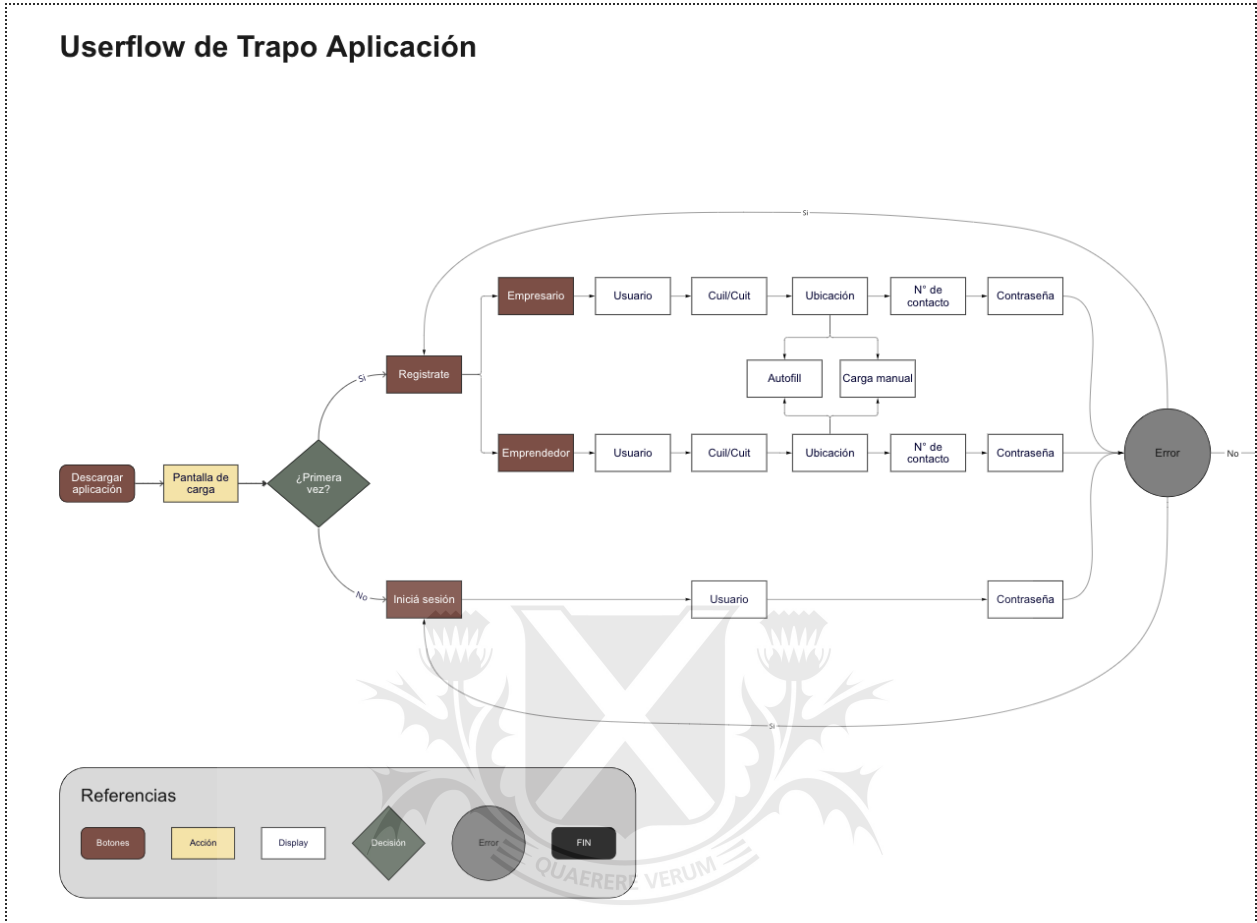 Userflow de Trapo Aplicación
Si
Empresario
Usuario
Cuil/Cuit
Ubicación
N° de
contacto
Contraseña
Registrate
Si
Autofill
Carga manual
Emprendedor
Usuario
Cuil/Cuit
Ubicación
N° de
contacto
Contraseña
Error
No
Descargar
aplicación
Pantalla de
carga
¿Primera
vez?
No
Iniciá sesión
Usuario
Contraseña
Si
Referencias
Botones
Acción
Display
Decisión
Error
FIN
QUAERERE VERUM